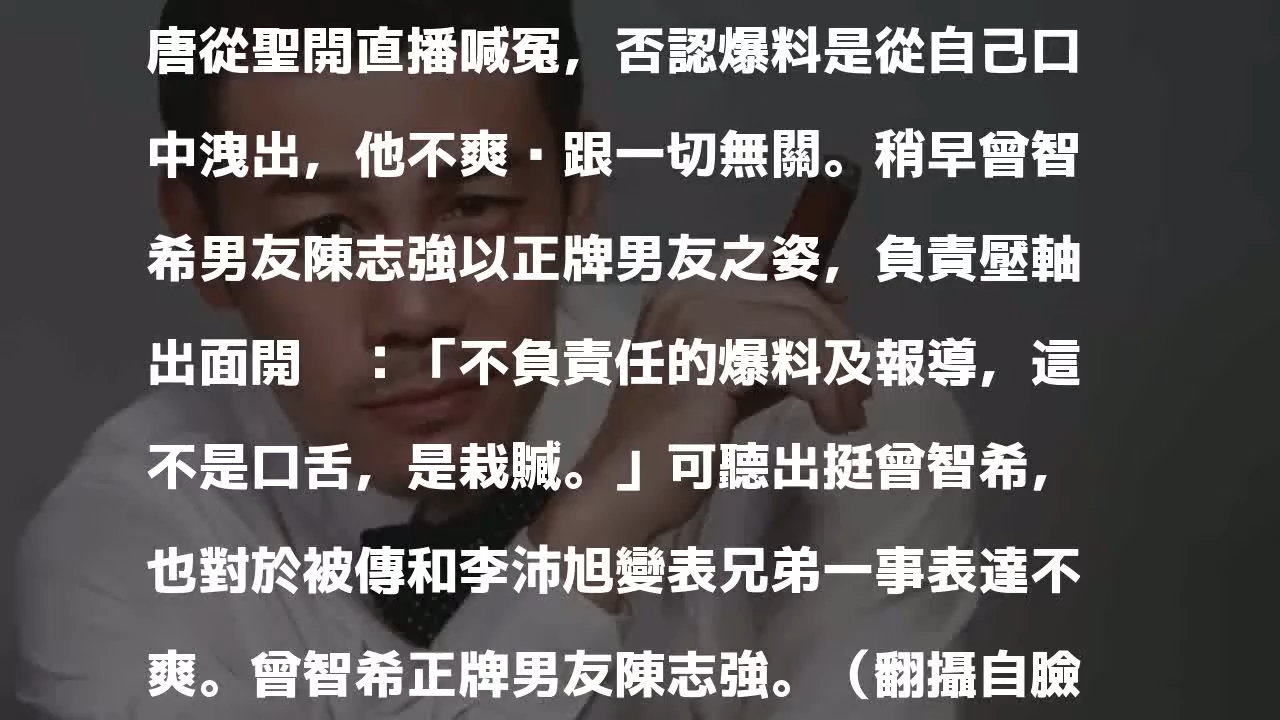 唐從聖開直播喊冤，否認爆料是從自己口
中洩出，他不爽▪跟一切無關。稍早曾智
希男友陳志強以正牌男友之姿，負責壓軸
出面開　：「不負責任的爆料及報導，這
不是口舌，是栽贓。」可聽出挺曾智希，
也對於被傳和李沛旭變表兄弟一事表達不
爽。曾智希正牌男友陳志強。（翻攝自臉